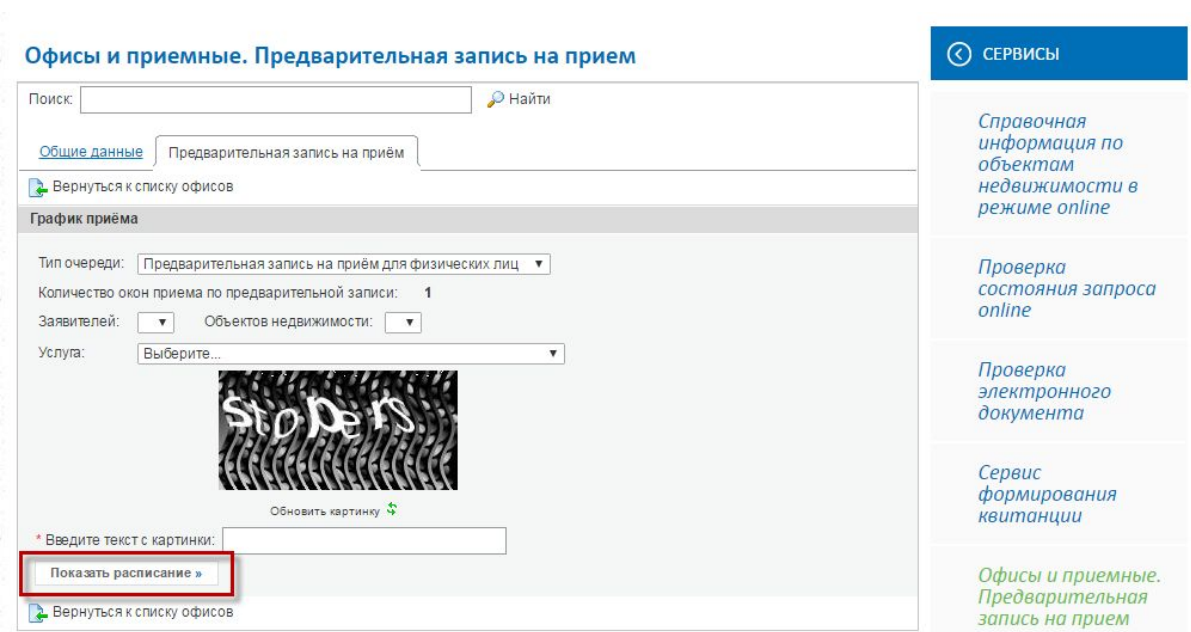 Офисы и приемные. Предварительная запись на прием
Поиск: Найти
Общие данные Предварительная запись на приём
Вернуться к списку офисов
График приёма
Тип очереди: Предварительная запись на приём для физических лиц
Количество окон приема по предварительной записи: 1
Заявителей: Объектов недвижимости:
Услуга: Выберите...
stopers
Обновить картинку
* Введите текст с картинки:
Показать расписание »
Вернуться к списку офисов
СЕРВИСЫ
Справочная
информация по
объектам
недвижимости в
режиме online
Проверка
состояния запроса
online
Проверка
электронного
документа
Сервис
формирования
квитанции
Офисы и приемные.
Предварительная
запись на прием